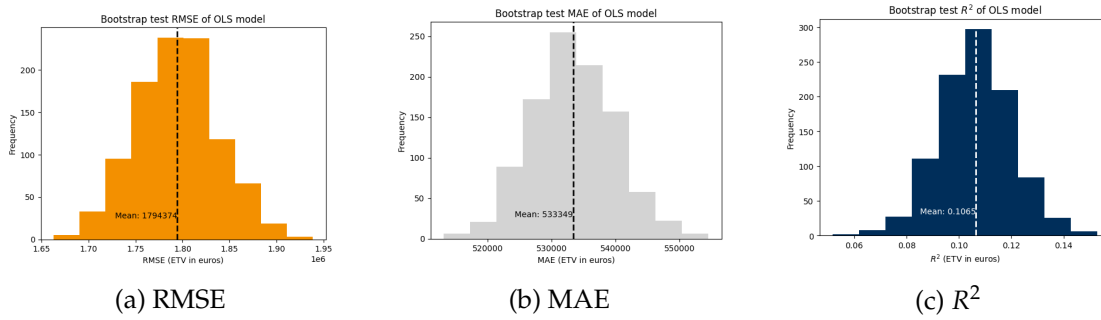 Bootstrap test RMSE of OLS model
Frequency
200
150
100
50
0
Mean: 1794374
1.65 1.70 1.75 1.80 1.85 1.90 1.95
1e6
RMSE (ETV in euros)
(a) RMSE
Bootstrap test MAE of OLS model
Frequency
250
200
150
100
50
0
Mean: 533349
520000 530000 540000 550000
MAE (ETV in euros)
(b) MAE
Bootstrap test R² of OLS model
Frequency
300
250
200
150
100
50
0
Mean: 0.1065
0.06 0.08 0.10 0.12 0.14
R² (ETV in euros)
(c) R²